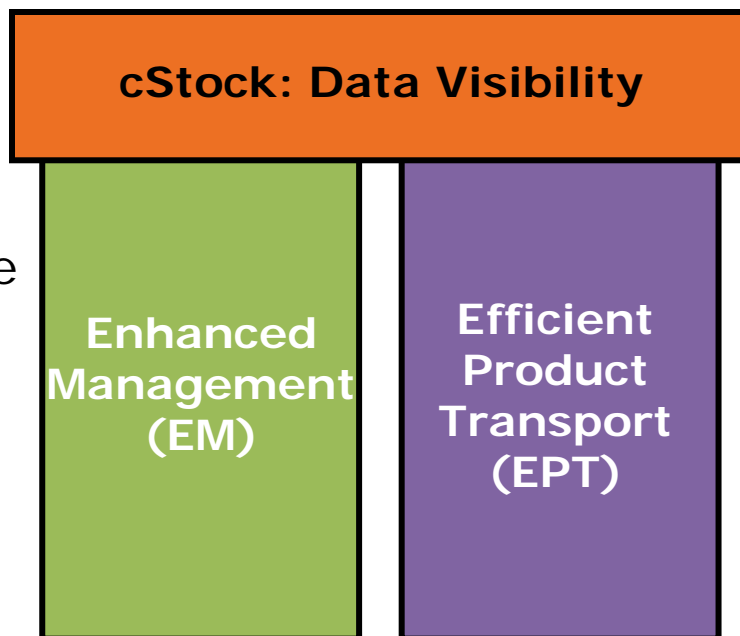 cStock: Data Visibility
e
Enhanced
Management
(EM)
Efficient
Product
Transport
(EPT)